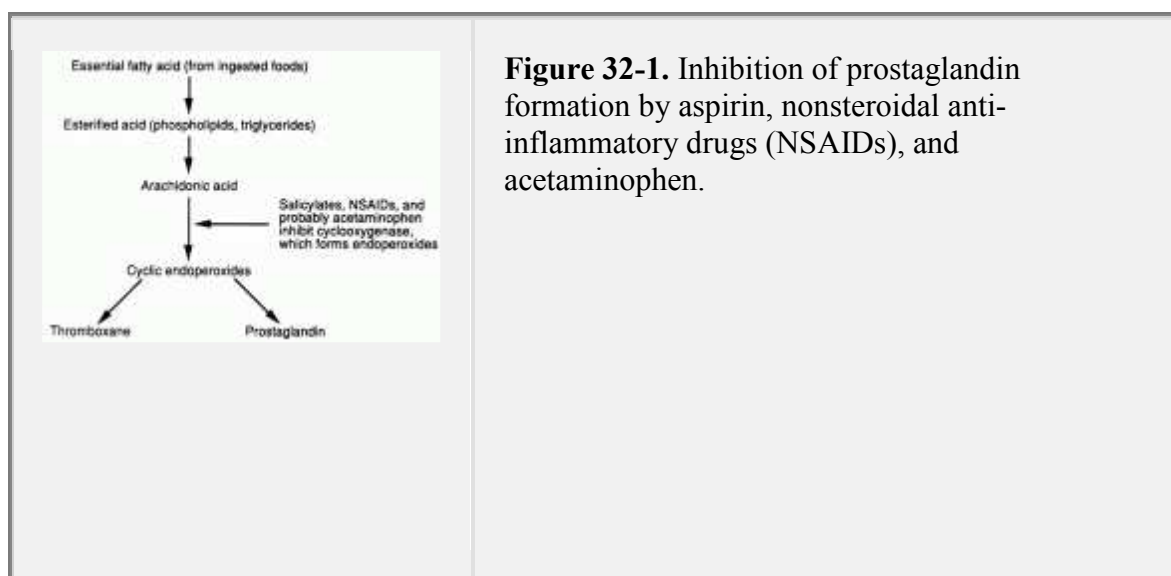 Essential fatty acid (from ingested foods)
Esterified acid (phospholipids, triglycerides)
Arachidonic acid
Salicylates, NSAIDs, and
probably acetaminophen
inhibit cyclooxygenase,
which forms endoperoxides
Cyclic endoperoxides
Thromboxane
Prostaglandin
Figure 32-1. Inhibition of prostaglandin
formation by aspirin, nonsteroidal anti-
inflammatory drugs (NSAIDs), and
acetaminophen.